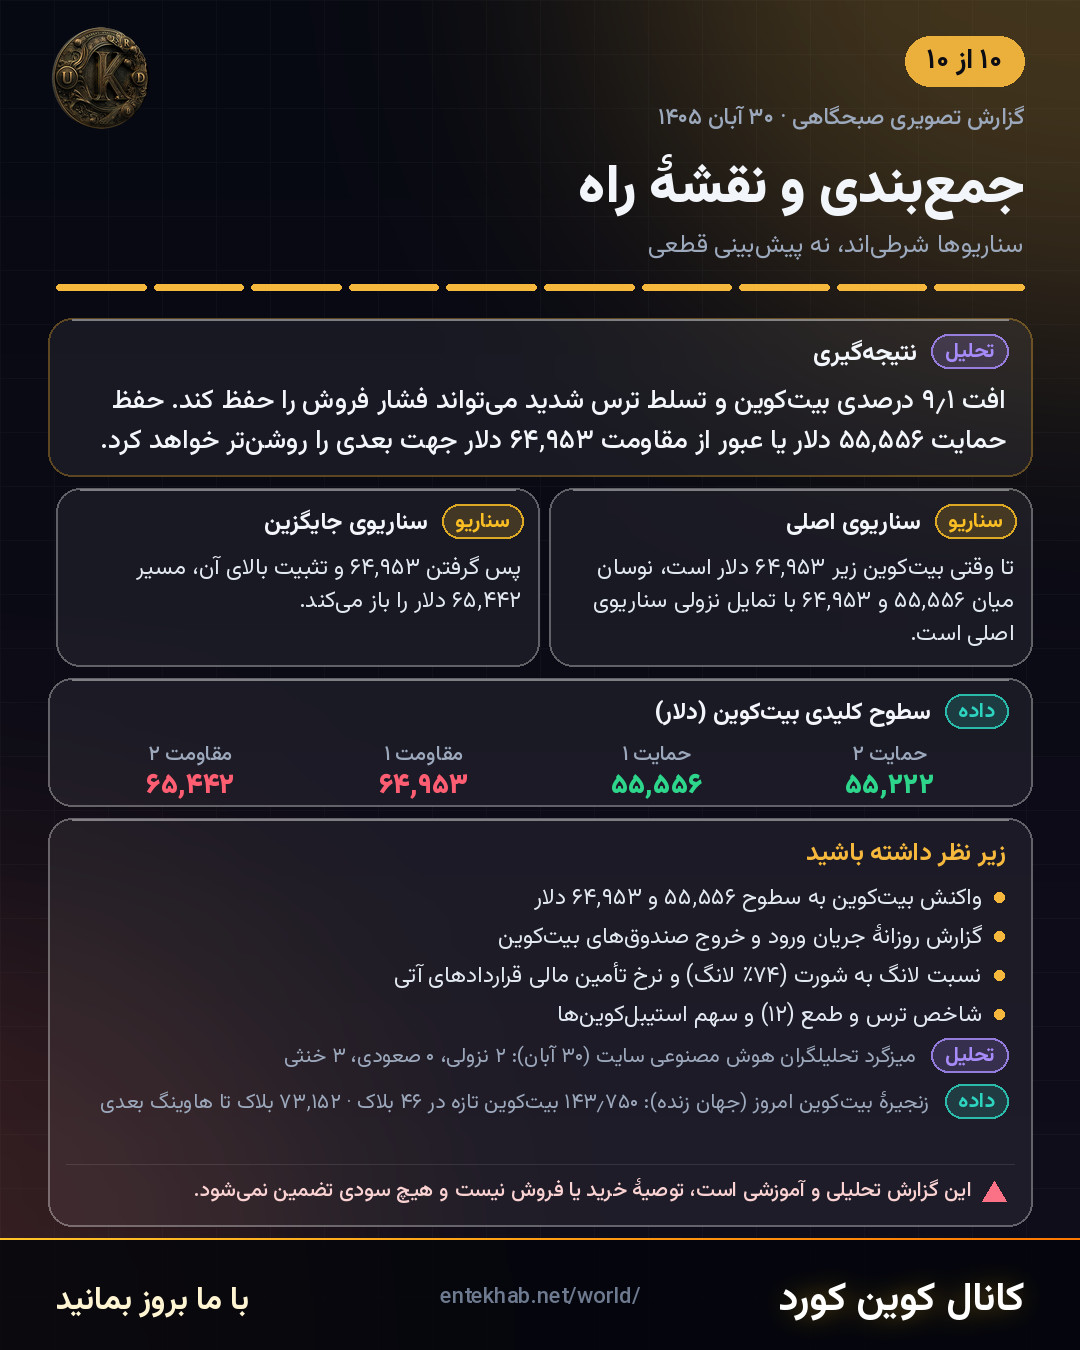 ۱۰ از ۱۰
گزارش تصویری صبحگاهی · ۳۰ آبان ۱۴۰۵
جمع‌بندی و نقشهٔ راه
سناریوها شرطی‌اند، نه پیش‌بینی قطعی
تحلیل نتیجه‌گیری
افت ۹٫۱ درصدی بیت‌کوین و تسلط ترس شدید می‌تواند فشار فروش را حفظ کند. حفظ
حمایت ۵۵,۵۵۶ دلار یا عبور از مقاومت ۶۴,۹۵۳ دلار جهت بعدی را روشن‌تر خواهد کرد.
سناریو سناریوی اصلی
تا وقتی بیت‌کوین زیر ۶۴,۹۵۳ دلار است، نوسان
میان ۵۵,۵۵۶ و ۶۴,۹۵۳ با تمایل نزولی سناریوی
اصلی است.
سناریو سناریوی جایگزین
پس گرفتن ۶۴,۹۵۳ و تثبیت بالای آن، مسیر
۶۵,۴۴۲ دلار را باز می‌کند.
داده سطوح کلیدی بیت‌کوین (دلار)
حمایت ۲ حمایت ۱ مقاومت ۱ مقاومت ۲
۵۵,۲۲۲ ۵۵,۵۵۶ ۶۴,۹۵۳ ۶۵,۴۴۲
زیر نظر داشته باشید
واکنش بیت‌کوین به سطوح ۵۵,۵۵۶ و ۶۴,۹۵۳ دلار
گزارش روزانهٔ جریان ورود و خروج صندوق‌های بیت‌کوین
نسبت لانگ به شورت (۷۴٪ لانگ) و نرخ تأمین مالی قراردادهای آتی
شاخص ترس و طمع (۱۲) و سهم استیبل‌کوین‌ها
تحلیل میزگرد تحلیلگران هوش مصنوعی سایت (۳۰ آبان): ۲ نزولی، ۰ صعودی، ۳ خنثی
داده زنجیرهٔ بیت‌کوین امروز (جهان زنده): ۱۴۳٫۷۵۰ بیت‌کوین تازه در ۴۶ بلاک · ۷۳,۱۵۲ بلاک تا هاوینگ بعدی
این گزارش تحلیلی و آموزشی است، توصیهٔ خرید یا فروش نیست و هیچ سودی تضمین نمی‌شود.
کانال کوین کورد
entekhab.net/world/
با ما بروز بمانید
U K R D